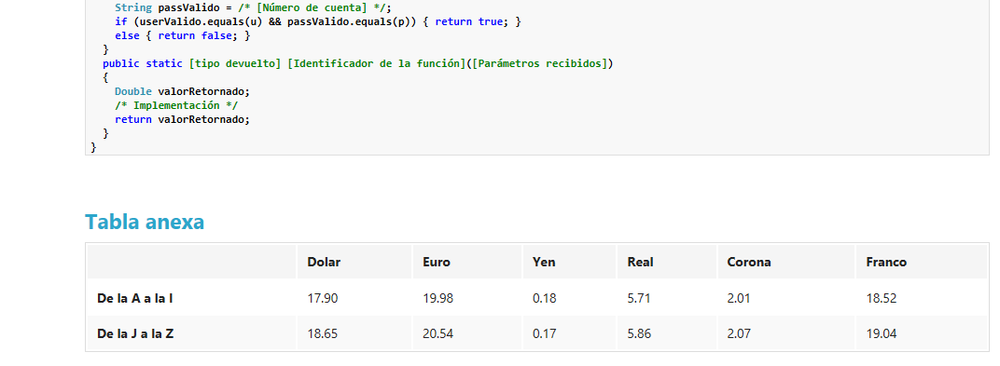 String passValido = /* [Número de cuenta] */;
if (userValido.equals(u) && passValido.equals(p)) { return true; }
else { return false; }
}
public static [tipo devuelto] [Identificador de la función]([Parámetros recibidos])
{
Double valorRetornado;
/* Implementación */
return valorRetornado;
}
}
Tabla anexa
Dolar Euro Yen Real Corona Franco
De la A a la I 17.90 19.98 0.18 5.71 2.01 18.52
De la J a la Z 18.65 20.54 0.17 5.86 2.07 19.04